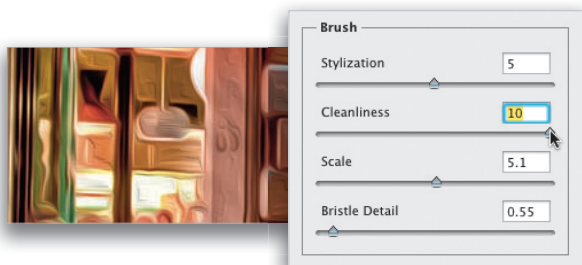 Brush
Stylization 5
Cleanliness 10
Scale 5.1
Bristle Detail 0.55